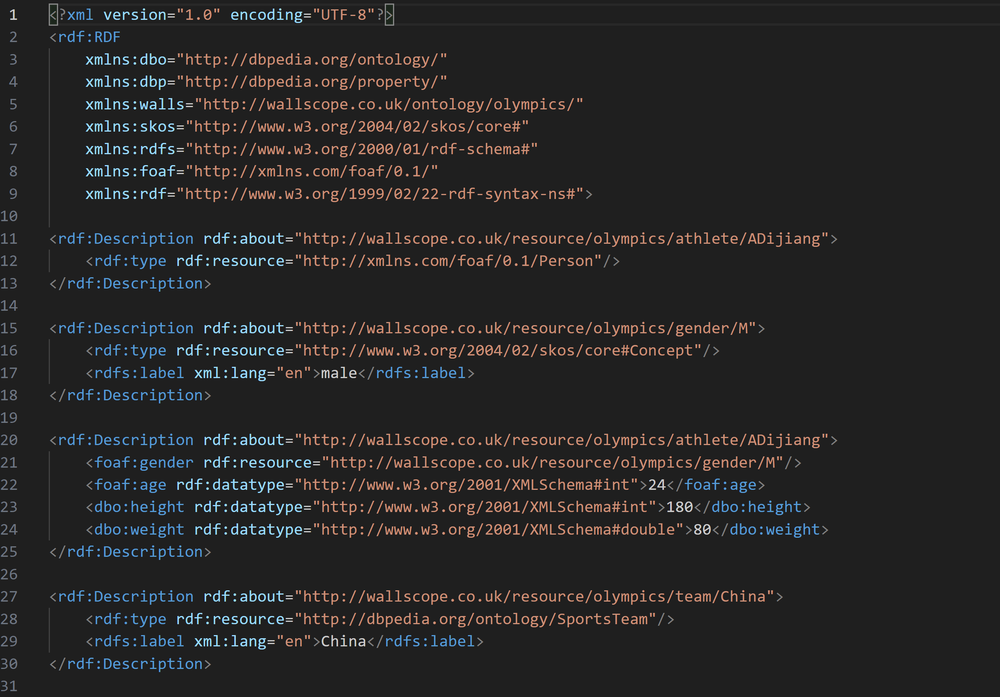 1 <?xml version="1.0" encoding="UTF-8"?>
2 <rdf:RDF
3 xmlns:dbo="http://dbpedia.org/ontology/"
4 xmlns:dbp="http://dbpedia.org/property/"
5 xmlns:walls="http://wallscope.co.uk/ontology/olympics/"
6 xmlns:skos="http://www.w3.org/2004/02/skos/core#"
7 xmlns:rdfs="http://www.w3.org/2000/01/rdf-schema#"
8 xmlns:foaf="http://xmlns.com/foaf/0.1/"
9 xmlns:rdf="http://www.w3.org/1999/02/22-rdf-syntax-ns#">
10
11 <rdf:Description rdf:about="http://wallscope.co.uk/resource/olympics/athlete/ADijiang">
12 <rdf:type rdf:resource="http://xmlns.com/foaf/0.1/Person"/>
13 </rdf:Description>
14
15 <rdf:Description rdf:about="http://wallscope.co.uk/resource/olympics/gender/M">
16 <rdf:type rdf:resource="http://www.w3.org/2004/02/skos/core#Concept"/>
17 <rdfs:label xml:lang="en">male</rdfs:label>
18 </rdf:Description>
19
20 <rdf:Description rdf:about="http://wallscope.co.uk/resource/olympics/athlete/ADijiang">
21 <foaf:gender rdf:resource="http://wallscope.co.uk/resource/olympics/gender/M"/>
22 <foaf:age rdf:datatype="http://www.w3.org/2001/XMLSchema#int">24</foaf:age>
23 <dbo:height rdf:datatype="http://www.w3.org/2001/XMLSchema#int">180</dbo:height>
24 <dbo:weight rdf:datatype="http://www.w3.org/2001/XMLSchema#double">80</dbo:weight>
25 </rdf:Description>
26
27 <rdf:Description rdf:about="http://wallscope.co.uk/resource/olympics/team/China">
28 <rdf:type rdf:resource="http://dbpedia.org/ontology/SportsTeam"/>
29 <rdfs:label xml:lang="en">China</rdfs:label>
30 </rdf:Description>
31